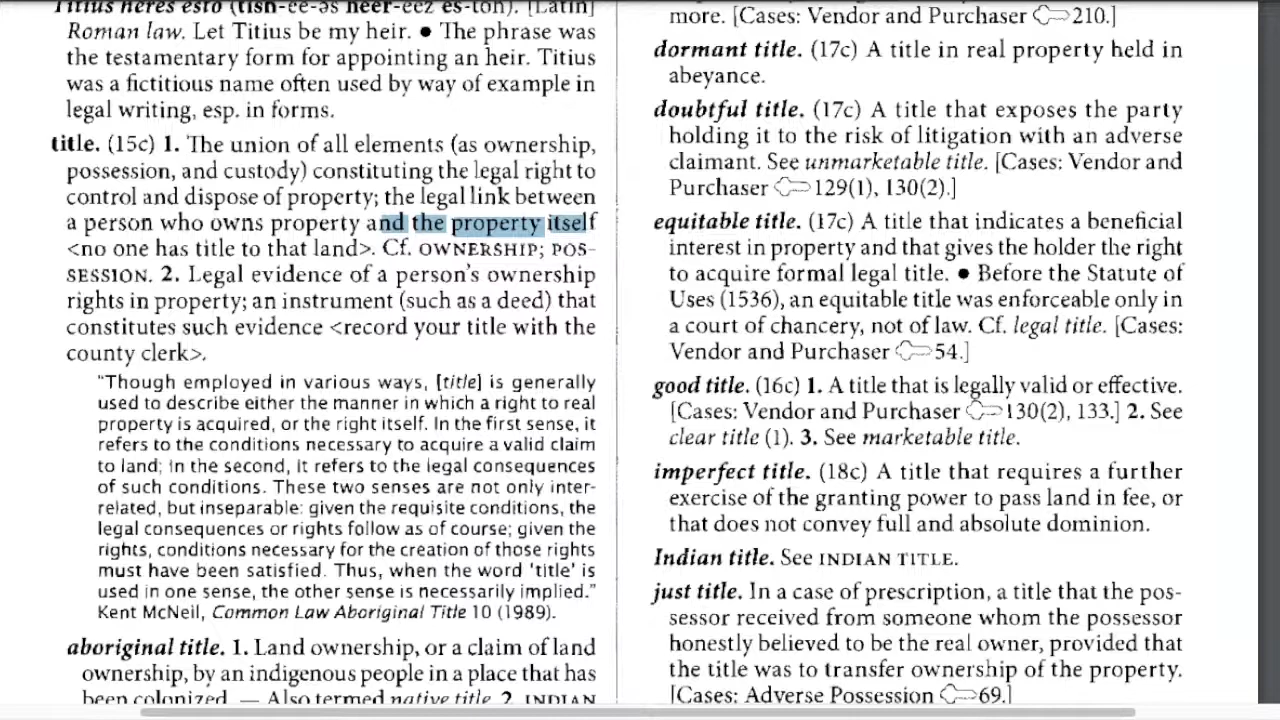 Titius heres esto (tish-ee-əs heer-eez es-toh). [Latin]
Roman law. Let Titius be my heir. ● The phrase was
the testamentary form for appointing an heir. Titius
was a fictitious name often used by way of example in
legal writing, esp. in forms.
title. (15c) 1. The union of all elements (as ownership,
possession, and custody) constituting the legal right to
control and dispose of property; the legal link between
a person who owns property and the property itself
<no one has title to that land>. Cf. OWNERSHIP; POS-
SESSION. 2. Legal evidence of a person's ownership
rights in property; an instrument (such as a deed) that
constitutes such evidence <record your title with the
county clerk>.
"Though employed in various ways, [title] is generally
used to describe either the manner in which a right to real
property is acquired, or the right itself. In the first sense, it
refers to the conditions necessary to acquire a valid claim
to land; in the second, it refers to the legal consequences
of such conditions. These two senses are not only inter-
related, but inseparable: given the requisite conditions, the
legal consequences or rights follow as of course; given the
rights, conditions necessary for the creation of those rights
must have been satisfied. Thus, when the word 'title' is
used in one sense, the other sense is necessarily implied."
Kent McNeil, Common Law Aboriginal Title 10 (1989).
aboriginal title. 1. Land ownership, or a claim of land
ownership, by an indigenous people in a place that has
been colonized. — Also termed native title. 2. INDIAN
more. [Cases: Vendor and Purchaser 210.]
dormant title. (17c) A title in real property held in
abeyance.
doubtful title. (17c) A title that exposes the party
holding it to the risk of litigation with an adverse
claimant. See unmarketable title. [Cases: Vendor and
Purchaser 129(1), 130(2).]
equitable title. (17c) A title that indicates a beneficial
interest in property and that gives the holder the right
to acquire formal legal title. ● Before the Statute of
Uses (1536), an equitable title was enforceable only in
a court of chancery, not of law. Cf. legal title. [Cases:
Vendor and Purchaser 54.]
good title. (16c) 1. A title that is legally valid or effective.
[Cases: Vendor and Purchaser 130(2), 133.] 2. See
clear title (1). 3. See marketable title.
imperfect title. (18c) A title that requires a further
exercise of the granting power to pass land in fee, or
that does not convey full and absolute dominion.
Indian title. See INDIAN TITLE.
just title. In a case of prescription, a title that the pos-
sessor received from someone whom the possessor
honestly believed to be the real owner, provided that
the title was to transfer ownership of the property.
[Cases: Adverse Possession 69.]